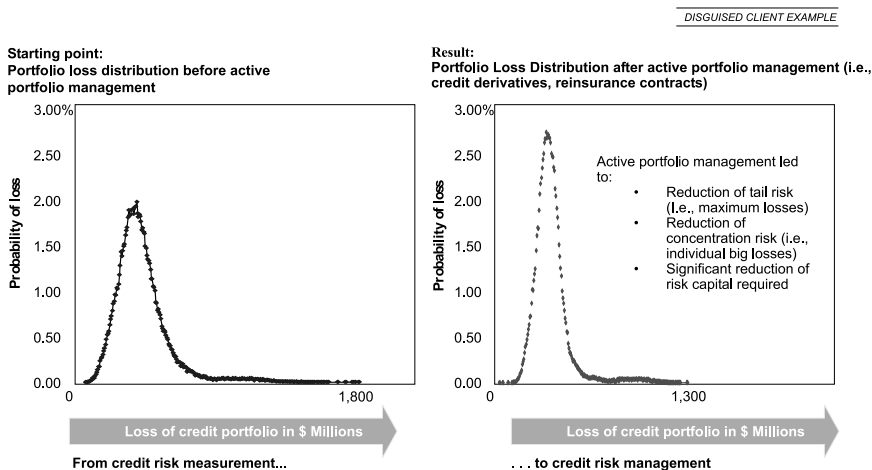 DISGUISED CLIENT EXAMPLE
Starting point:
Portfolio loss distribution before active
portfolio management
3.00%
2.50
2.00
1.50
1.00
0.50
0.00
Probability of loss
0
1,800
Loss of credit portfolio in $ Millions
From credit risk measurement...
Result:
Portfolio Loss Distribution after active portfolio management (i.e.,
credit derivatives, reinsurance contracts)
3.00%
2.50
2.00
1.50
1.00
0.50
0.00
Probability of loss
Active portfolio management led
to:
• Reduction of tail risk
(I.e., maximum losses)
• Reduction of
concentration risk (i.e.,
individual big losses)
• Significant reduction of
risk capital required
0
1,300
Loss of credit portfolio in $ Millions
. . . to credit risk management